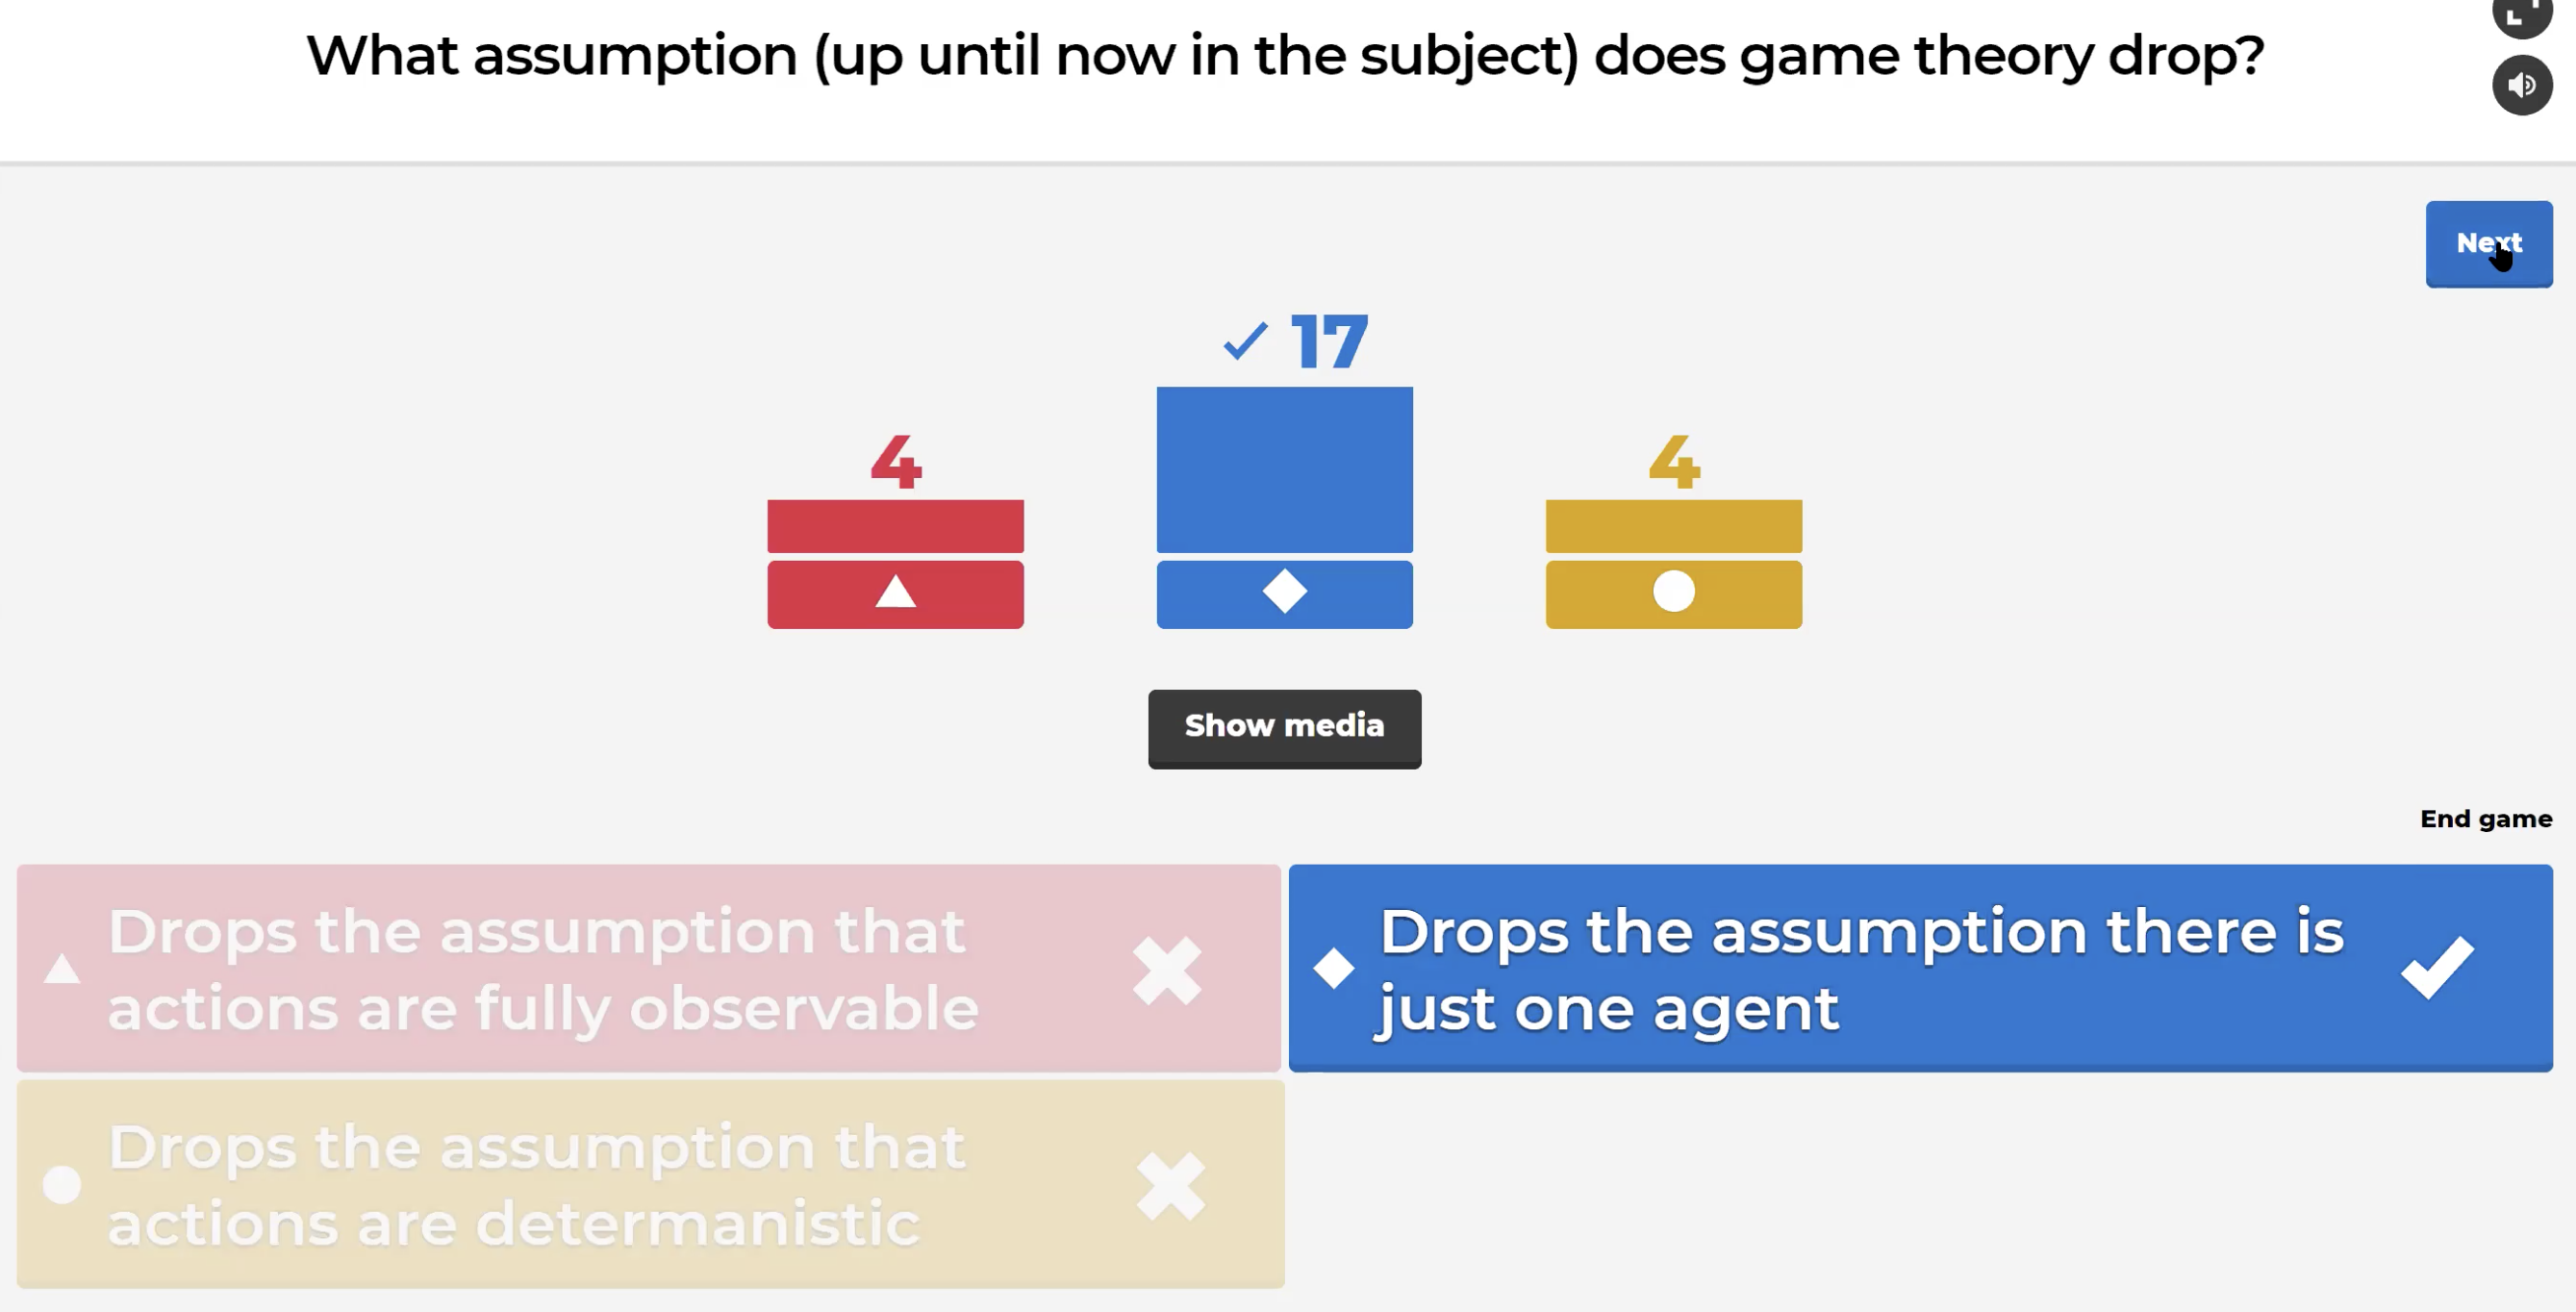 What assumption (up until now in the subject) does game theory drop?
Next
17
4
4
Show media
End game
Drops the assumption that
actions are fully observable
Drops the assumption there is
just one agent
Drops the assumption that
actions are determanistic